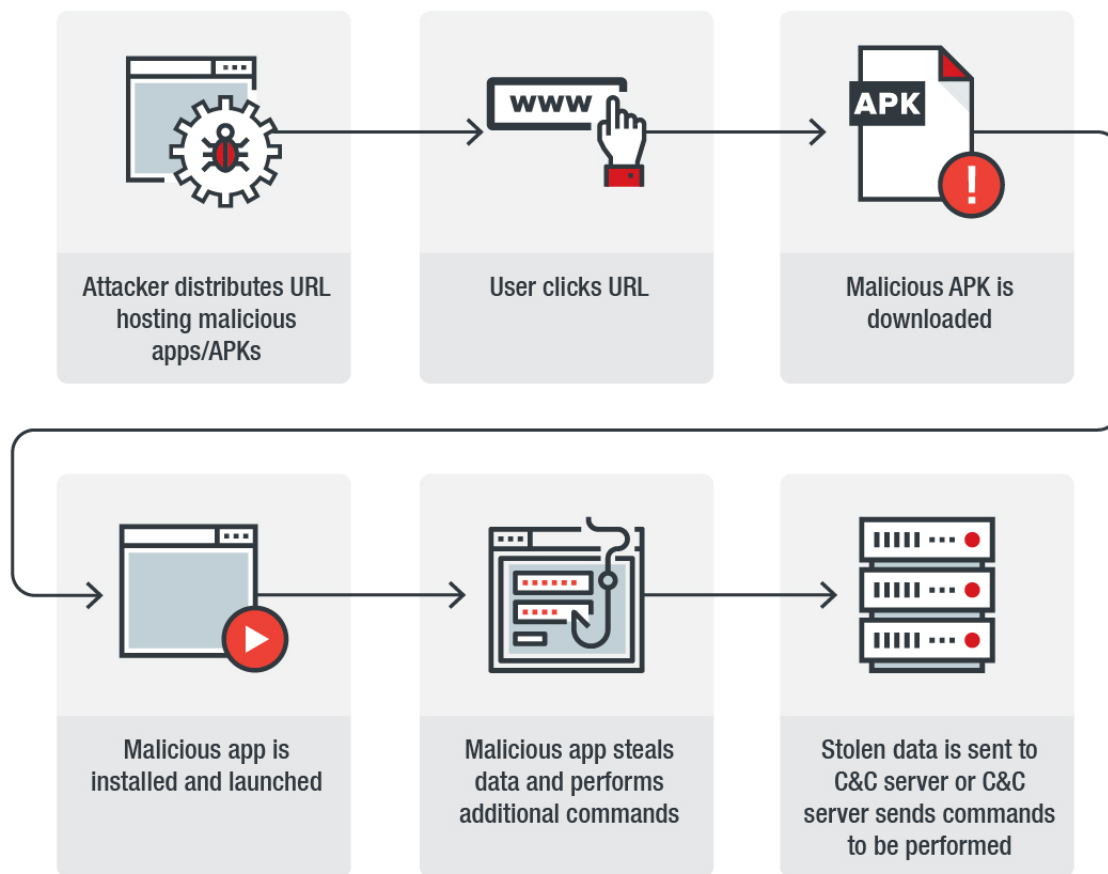 www
APK
!
Attacker distributes URL
hosting malicious
apps/APKs
User clicks URL
Malicious APK is
downloaded
Malicious app is
installed and launched
Malicious app steals
data and performs
additional commands
Stolen data is sent to
C&C server or C&C
server sends commands
to be performed